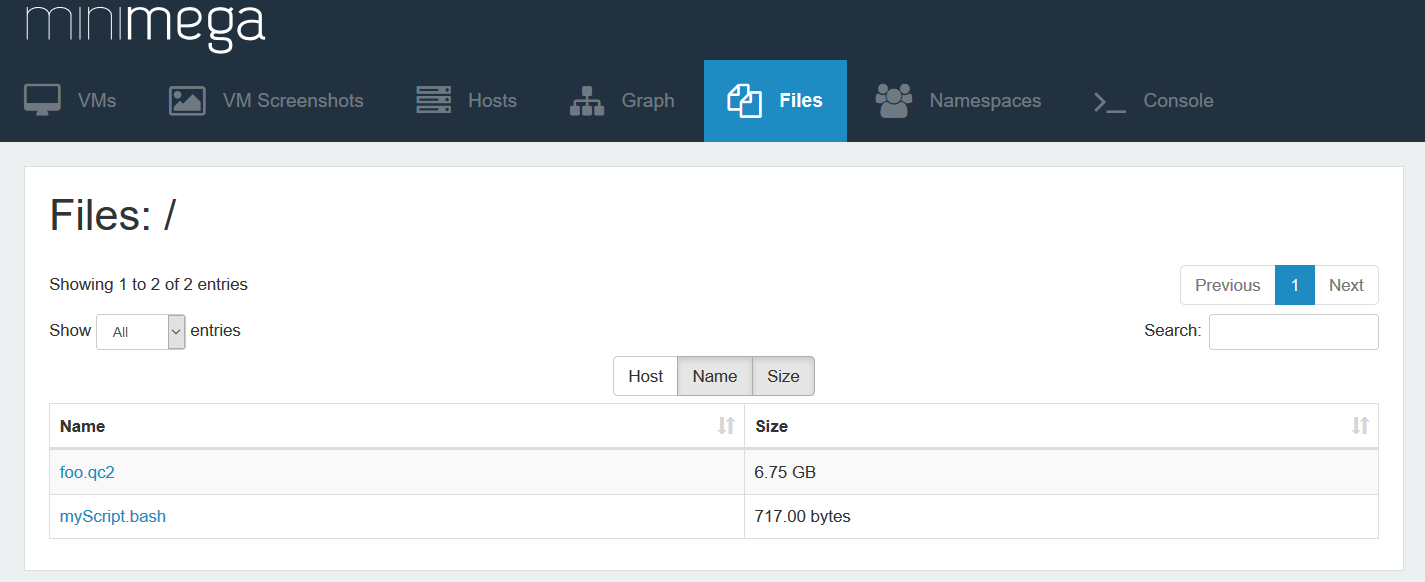 minimega
VMs VM Screenshots Hosts Graph Files Namespaces Console
Files: /
Showing 1 to 2 of 2 entries
Previous 1 Next
Show All entries
Search:
Host Name Size
Name Size
foo.qc2 6.75 GB
myScript.bash 717.00 bytes